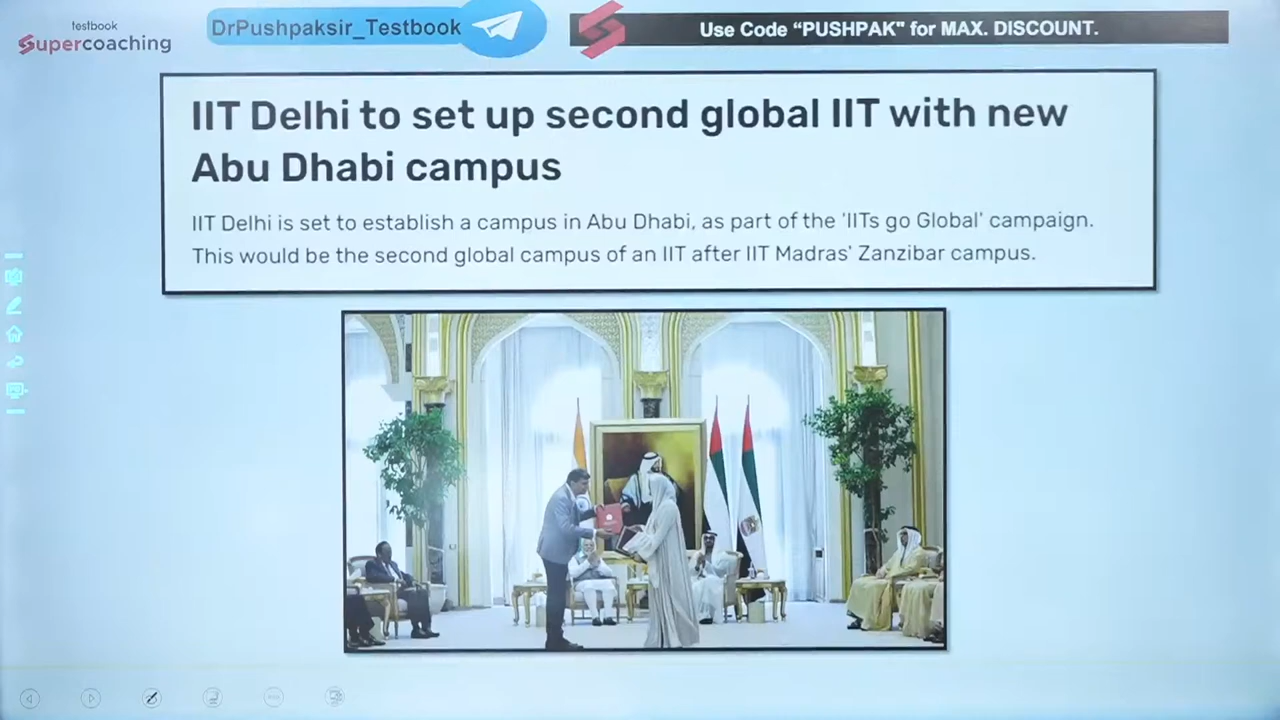 testbook
Supercoaching
DrPushpaksir_Testbook
Use Code “PUSHPAK" for MAX. DISCOUNT.
IIT Delhi to set up second global IIT with new
Abu Dhabi campus
IIT Delhi is set to establish a campus in Abu Dhabi, as part of the 'IITs go Global' campaign.
This would be the second global campus of an IIT after IIT Madras' Zanzibar campus.